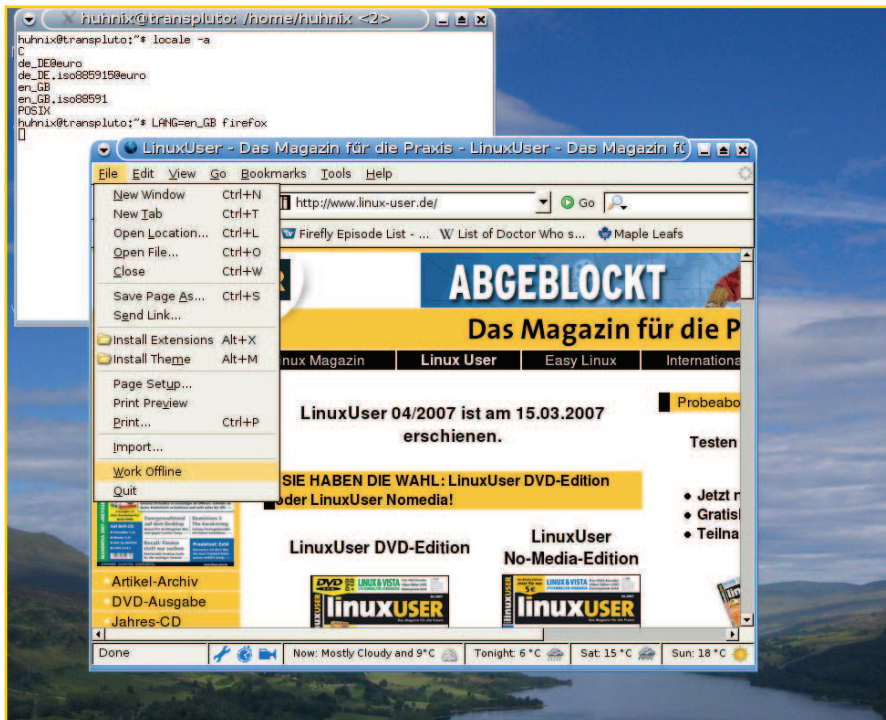 huhnix@transpluto: /home/huhnix <2>
huhnix@transpluto:~$ locale -a
C
de_DE@euro
de_DE.iso885915@euro
en_GB
en_GB.iso88591
POSIX
huhnix@transpluto:~$ LANG=en_GB firefox
LinuxUser - Das Magazin für die Praxis - LinuxUser - Das Magazin fü
File Edit View Go Bookmarks Tools Help
New Window Ctrl+N
New Tab Ctrl+T
Open Location... Ctrl+L
Open File... Ctrl+O
Close Ctrl+W
Save Page As... Ctrl+S
Send Link...
Install Extensions Alt+X
Install Theme Alt+M
Page Setup...
Print Preview
Print... Ctrl+P
Import...
Work Offline
Quit
http://www.linux-user.de/ Go
Firefly Episode List - ... W List of Doctor Who s... Maple Leafs
ABGEBLOCKT
Das Magazin für die P
inux Magazin Linux User Easy Linux Internationa
LinuxUser 04/2007 ist am 15.03.2007
erschienen.
Probeabo
Testen
SIE HABEN DIE WAHL: LinuxUser DVD-Edition
oder LinuxUser Nomedia!
Jetzt n
Gratis
Teilna
LinuxUser DVD-Edition
LinuxUser
No-Media-Edition
Artikel-Archiv
DVD-Ausgabe
Jahres-CD
DVD LINUX & VISTA
linuxUSER
5€ LINUX & VISTA
linuxUSER
Done
Now: Mostly Cloudy and 9°C
Tonight: 6 °C
Sat: 15 °C
Sun: 18 °C